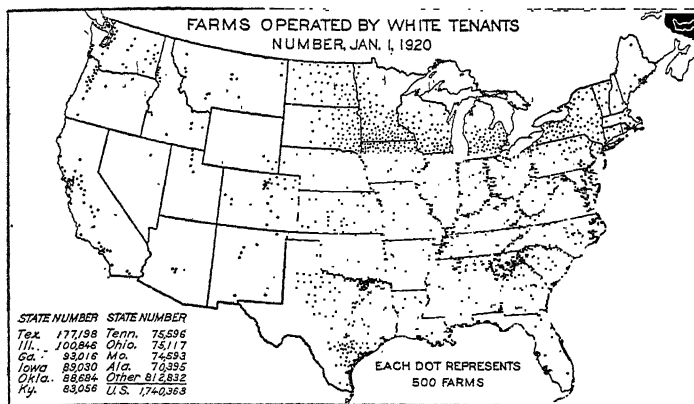 FARMS OPERATED BY WHITE TENANTS
NUMBER, JAN. 1, 1920
STATE NUMBER STATE NUMBER
Tex. 177,198 Tenn. 75,596
Ill. . 100,846 Ohio. 75,117
Ga. . 93,016 Mo. 74,593
Iowa 89,030 Ala. 70,395
Okla.. 88,684 Other 812,832
Ky. 83,056 U.S. 1,740,363
EACH DOT REPRESENTS
500 FARMS